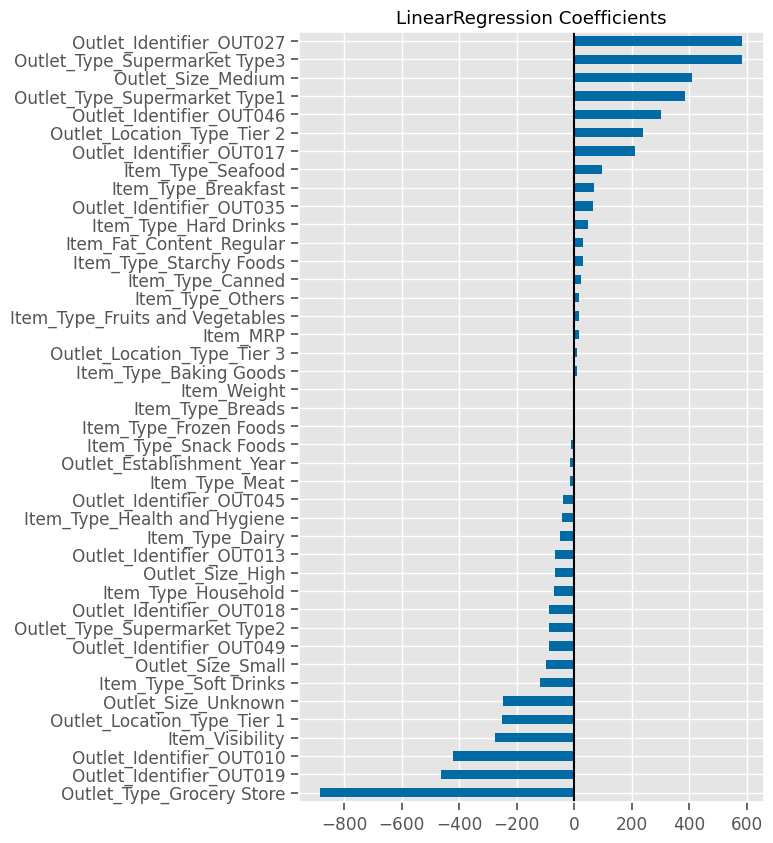 LinearRegression Coefficients
Outlet_Identifier_OUT027
Outlet_Type_Supermarket Type3
Outlet_Size_Medium
Outlet_Type_Supermarket Type1
Outlet_Identifier_OUT046
Outlet_Location_Type_Tier 2
Outlet_Identifier_OUT017
Item_Type_Seafood
Item_Type_Breakfast
Outlet_Identifier_OUT035
Item_Type_Hard Drinks
Item_Fat_Content_Regular
Item_Type_Starchy Foods
Item_Type_Canned
Item_Type_Others
Item_Type_Fruits and Vegetables
Item_MRP
Outlet_Location_Type_Tier 3
Item_Type_Baking Goods
Item_Weight
Item_Type_Breads
Item_Type_Frozen Foods
Item_Type_Snack Foods
Outlet_Establishment_Year
Item_Type_Meat
Outlet_Identifier_OUT045
Item_Type_Health and Hygiene
Item_Type_Dairy
Outlet_Identifier_OUT013
Outlet_Size_High
Item_Type_Household
Outlet_Identifier_OUT018
Outlet_Type_Supermarket Type2
Outlet_Identifier_OUT049
Outlet_Size_Small
Item_Type_Soft Drinks
Outlet_Size_Unknown
Outlet_Location_Type_Tier 1
Item_Visibility
Outlet_Identifier_OUT010
Outlet_Identifier_OUT019
Outlet_Type_Grocery Store
−800 −600 −400 −200 0 200 400 600